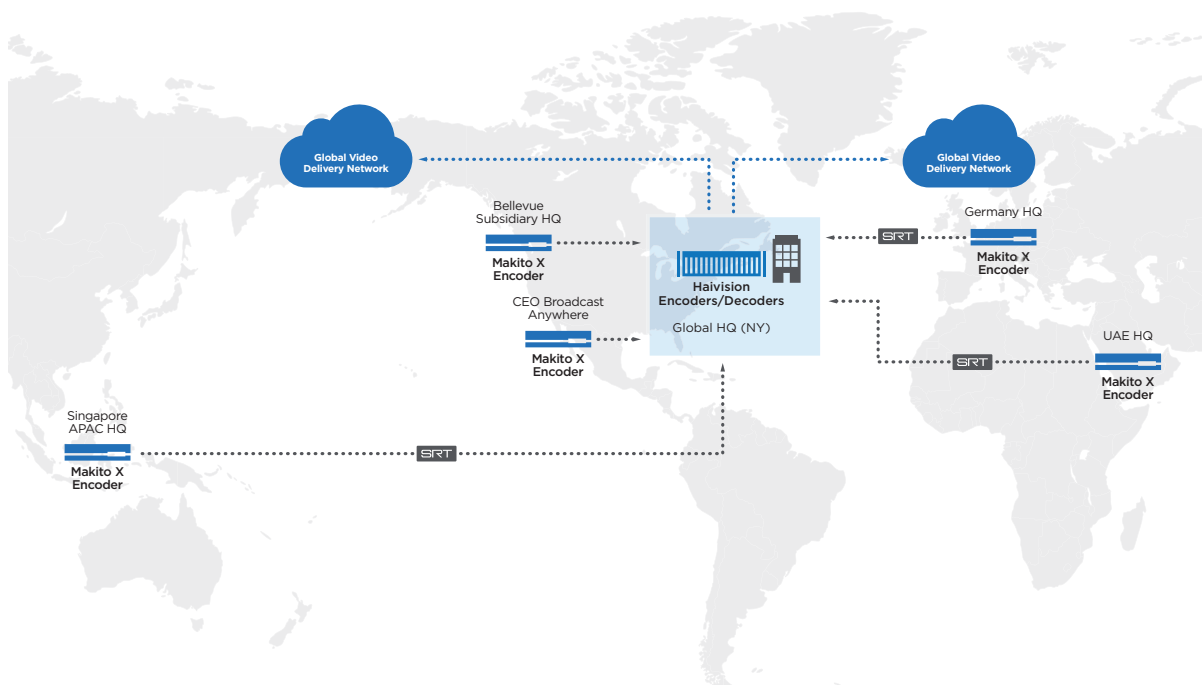 Global Video
Delivery Network
Global Video
Delivery Network
Bellevue
Subsidiary HQ
Makito X
Encoder
Germany HQ
SRT
Makito X
Encoder
Haivision
Encoders/Decoders
Global HQ (NY)
CEO Broadcast
Anywhere
Makito X
Encoder
UAE HQ
SRT
Makito X
Encoder
Singapore
APAC HQ
SRT
Makito X
Encoder